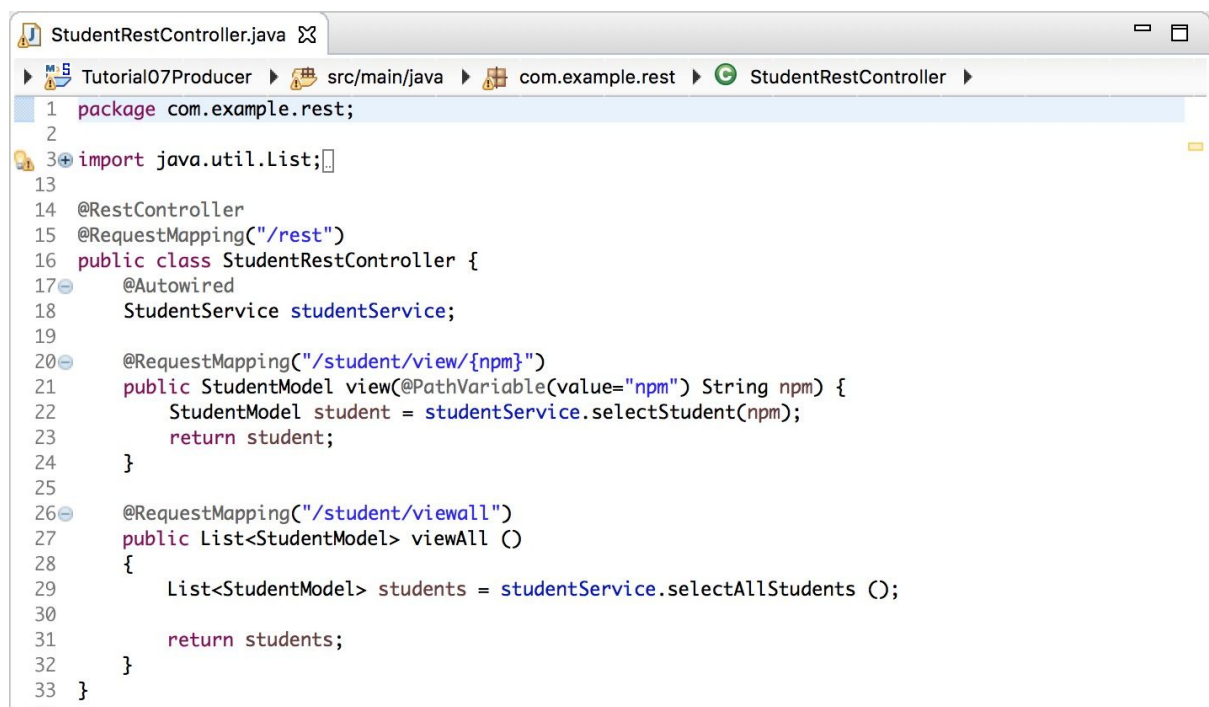 StudentRestController.java
Tutorial07Producer src/main/java com.example.rest StudentRestController
1 package com.example.rest;
2
3 import java.util.List;
13
14 @RestController
15 @RequestMapping("/rest")
16 public class StudentRestController {
17 @Autowired
18 StudentService studentService;
19
20 @RequestMapping("/student/view/{npm}")
21 public StudentModel view(@PathVariable(value="npm") String npm) {
22 StudentModel student = studentService.selectStudent(npm);
23 return student;
24 }
25
26 @RequestMapping("/student/viewall")
27 public List<StudentModel> viewAll ()
28 {
29 List<StudentModel> students = studentService.selectAllStudents ();
30
31 return students;
32 }
33 }